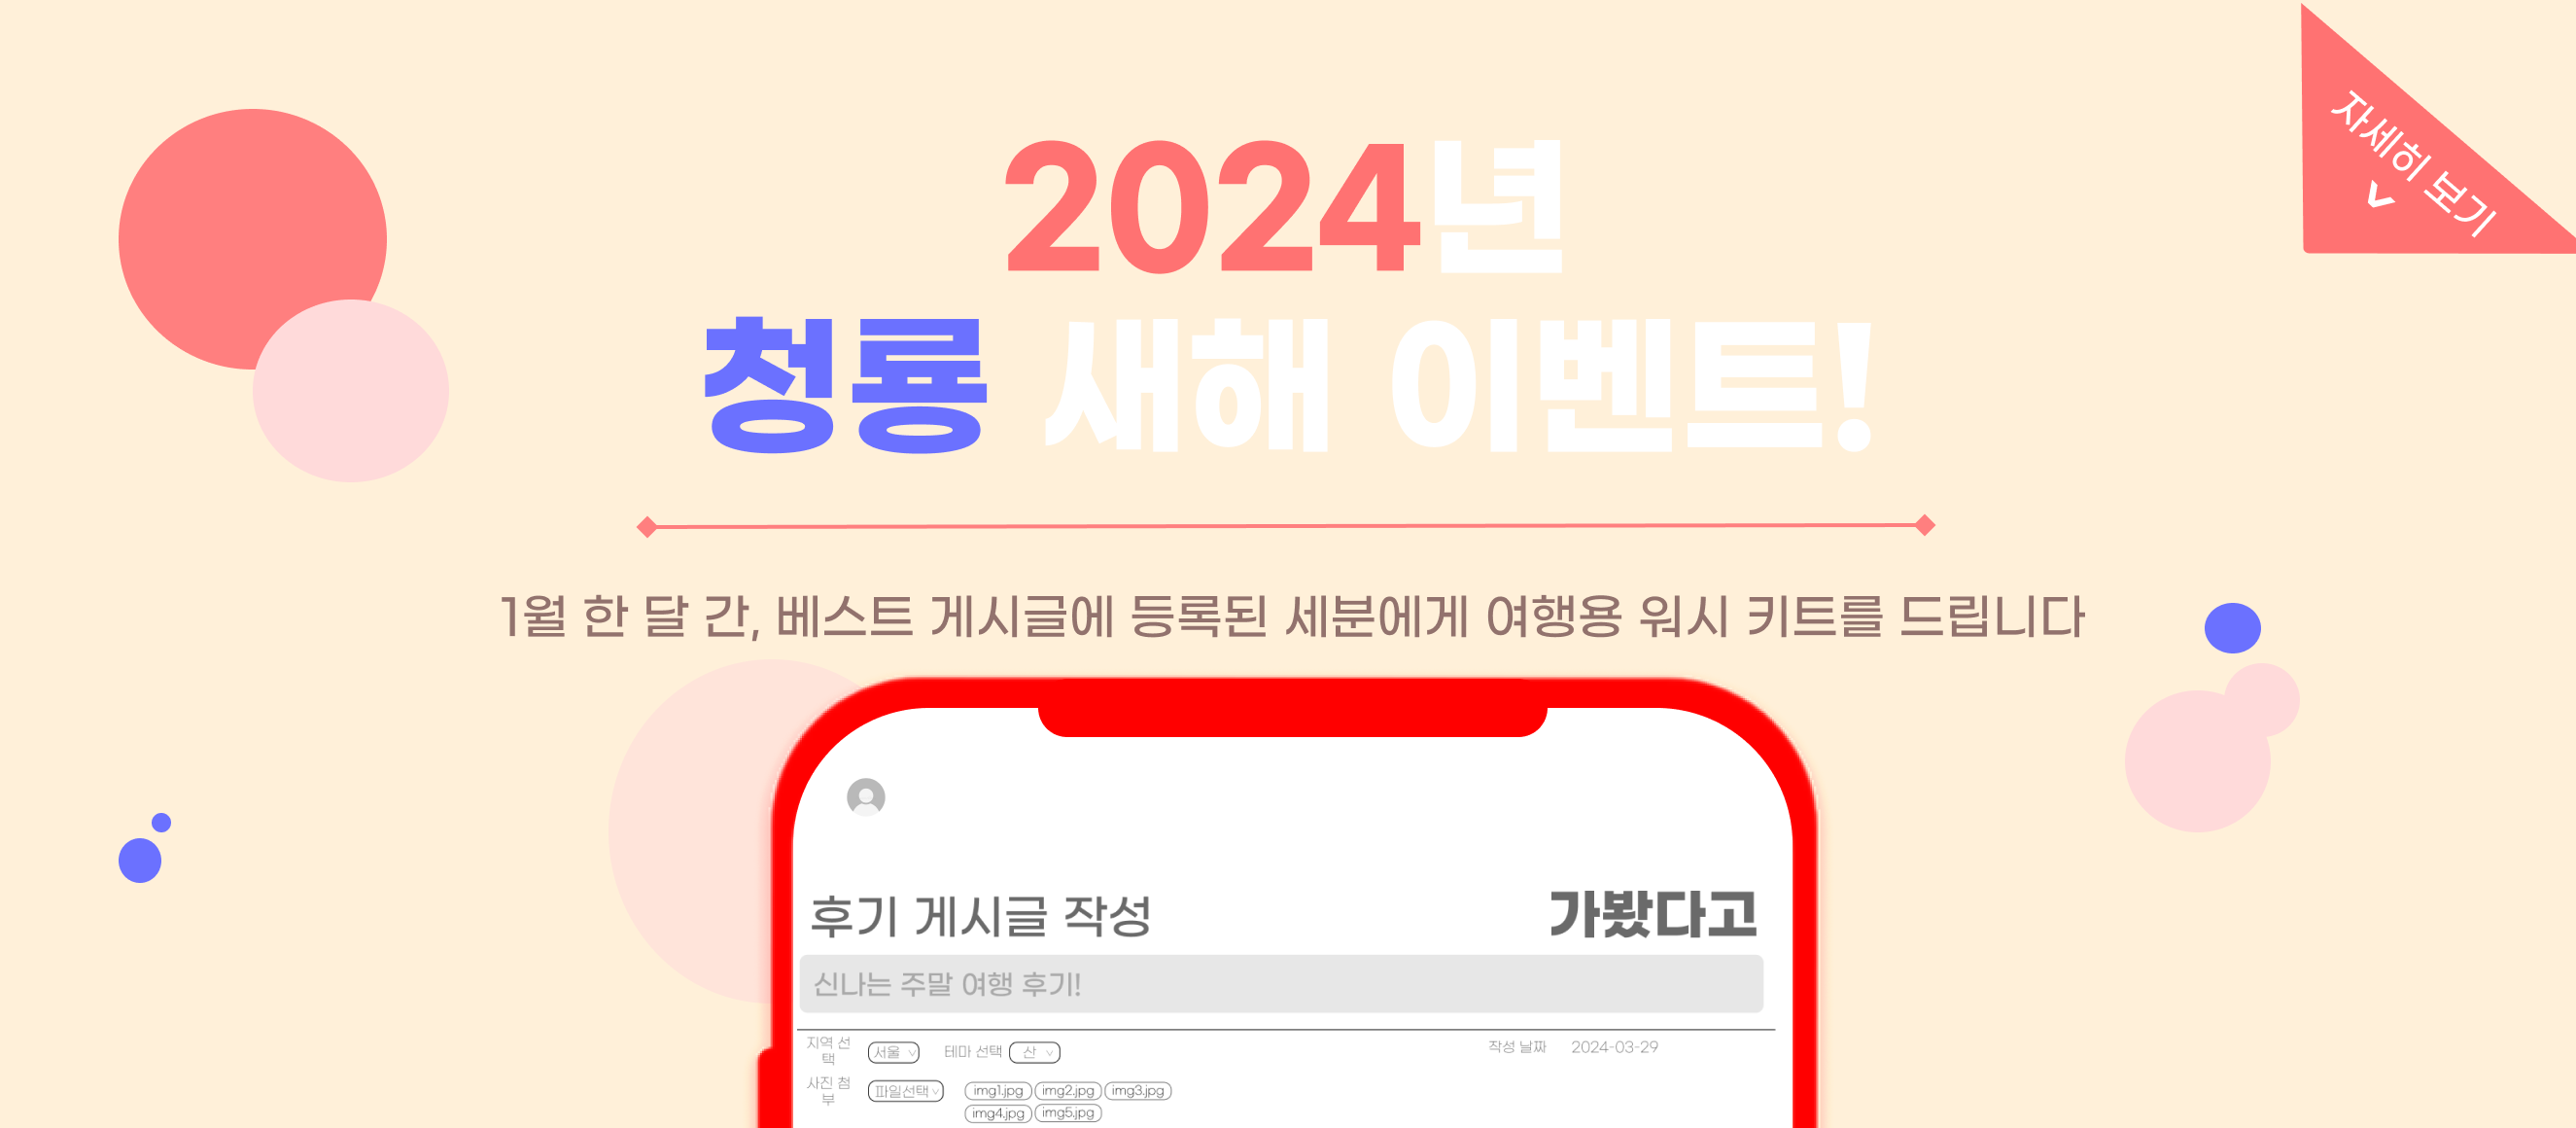 자세히 보기
2024년
청룡 새해 이벤트!
1월 한 달 간, 베스트 게시글에 등록된 세분에게 여행용 워시 키트를 드립니다
후기 게시글 작성 가봤다고
신나는 주말 여행 후기!
지역 선
택
서울 테마 선택 산 작성 날짜 2024-03-29
사진 첨
부
파일선택 img1.jpg img2.jpg img3.jpg
img4.jpg img5.jpg